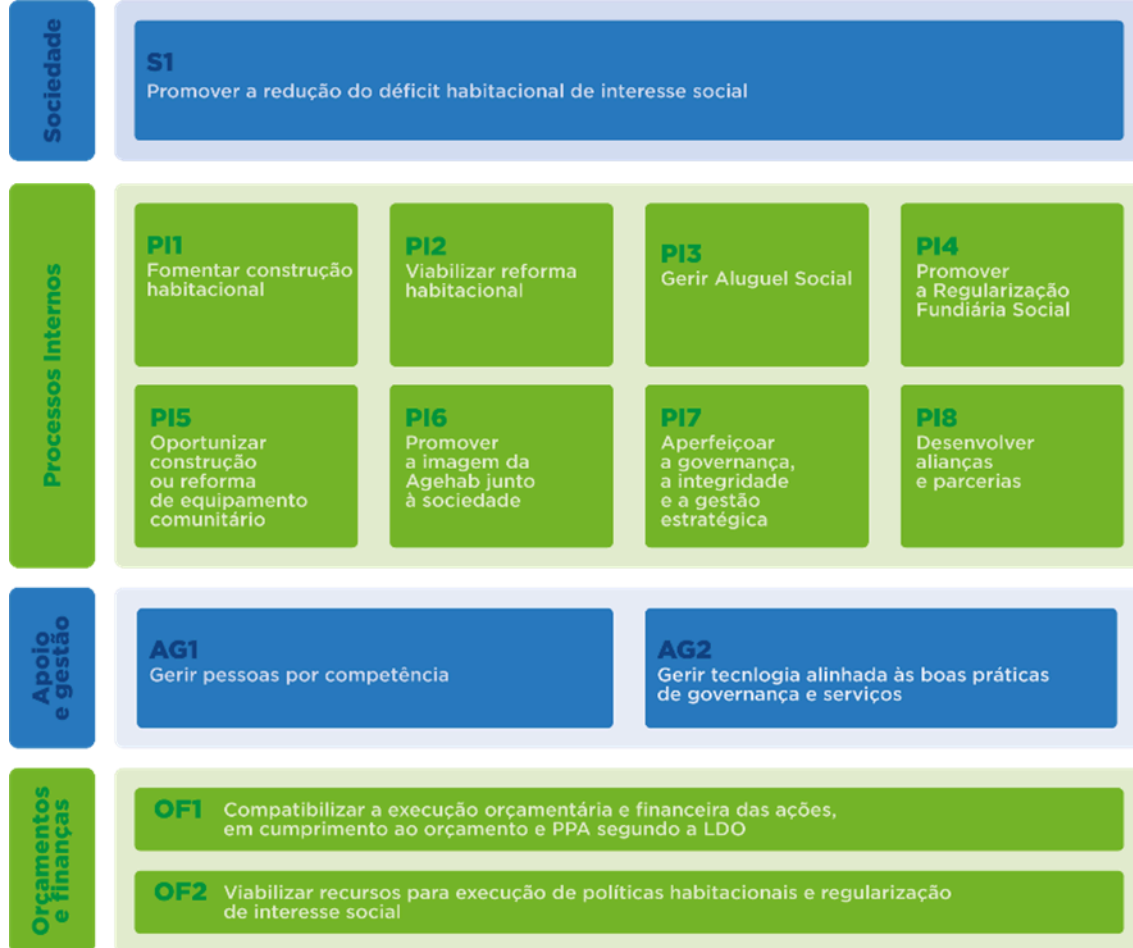 Sociedade
S1
Promover a redução do déficit habitacional de interesse social
Processos Internos
PI1
Fomentar construção
habitacional
PI2
Viabilizar reforma
habitacional
PI3
Gerir Aluguel Social
PI4
Promover
a Regularização
Fundiária Social
PI5
Oportunizar
construção
ou reforma
de equipamento
comunitário
PI6
Promover
a imagem da
Agehab junto
à sociedade
PI7
Aperfeiçoar
a governança,
a integridade
e a gestão
estratégica
PI8
Desenvolver
alianças
e parcerias
Apoio
e gestão
AG1
Gerir pessoas por competência
AG2
Gerir tecnlogia alinhada às boas práticas
de governança e serviços
Orçamentos
e finanças
OF1 Compatibilizar a execução orçamentária e financeira das ações,
em cumprimento ao orçamento e PPA segundo a LDO
OF2 Viabilizar recursos para execução de políticas habitacionais e regularização
de interesse social